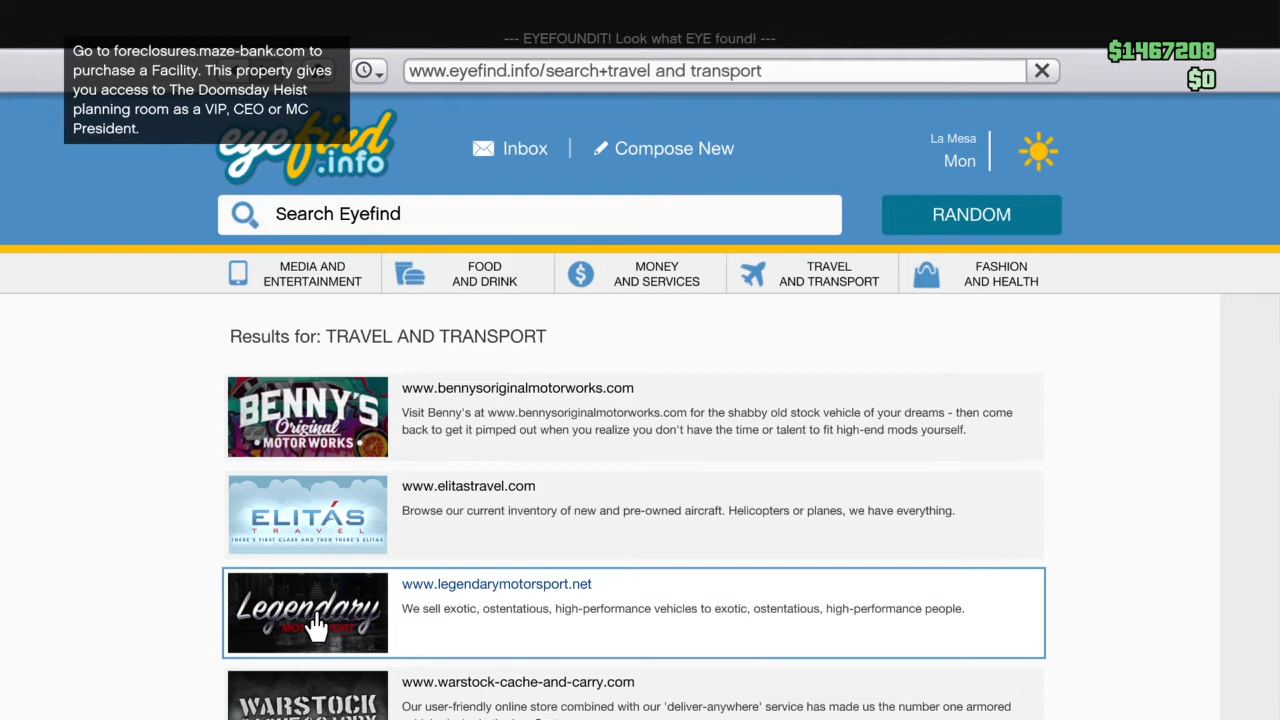 --- EYEFOUNDIT! Look what EYE found! ---
Go to foreclosures.maze-bank.com to
purchase a Facility. This property gives
you access to The Doomsday Heist
planning room as a VIP, CEO or MC
President.
www.eyefind.info/search+travel and transport
$1467208
$0
eyefind
.info
Inbox
Compose New
La Mesa
Mon
Search Eyefind
RANDOM
MEDIA AND
ENTERTAINMENT
FOOD
AND DRINK
MONEY
AND SERVICES
TRAVEL
AND TRANSPORT
FASHION
AND HEALTH
Results for: TRAVEL AND TRANSPORT
BENNY'S
Original
MOTOR WORKS
www.bennysoriginalmotorworks.com
Visit Benny's at www.bennysoriginalmotorworks.com for the shabby old stock vehicle of your dreams - then come
back to get it pimped out when you realize you don't have the time or talent to fit high-end mods yourself.
ELITÁS
TRAVEL
THERE'S FIRST CLASS AND THEN THERE'S ELITAS.
www.elitastravel.com
Browse our current inventory of new and pre-owned aircraft. Helicopters or planes, we have everything.
Legendary
www.legendarymotorsport.net
We sell exotic, ostentatious, high-performance vehicles to exotic, ostentatious, high-performance people.
WARSTOCK
www.warstock-cache-and-carry.com
Our user-friendly online store combined with our 'deliver-anywhere' service has made us the number one armored